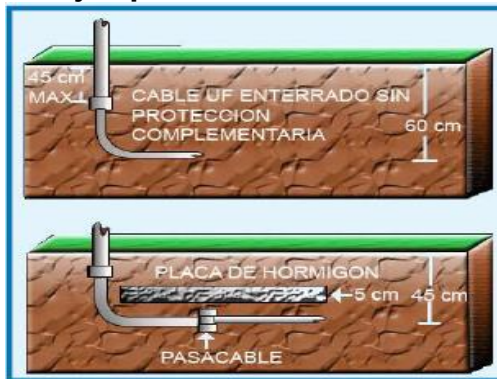 45 cm
MAX
CABLE UF ENTERRADO SIN
PROTECCION
COMPLEMENTARIA
60 cm
PLACA DE HORMIGON
5 cm
45 cm
PASACABLE